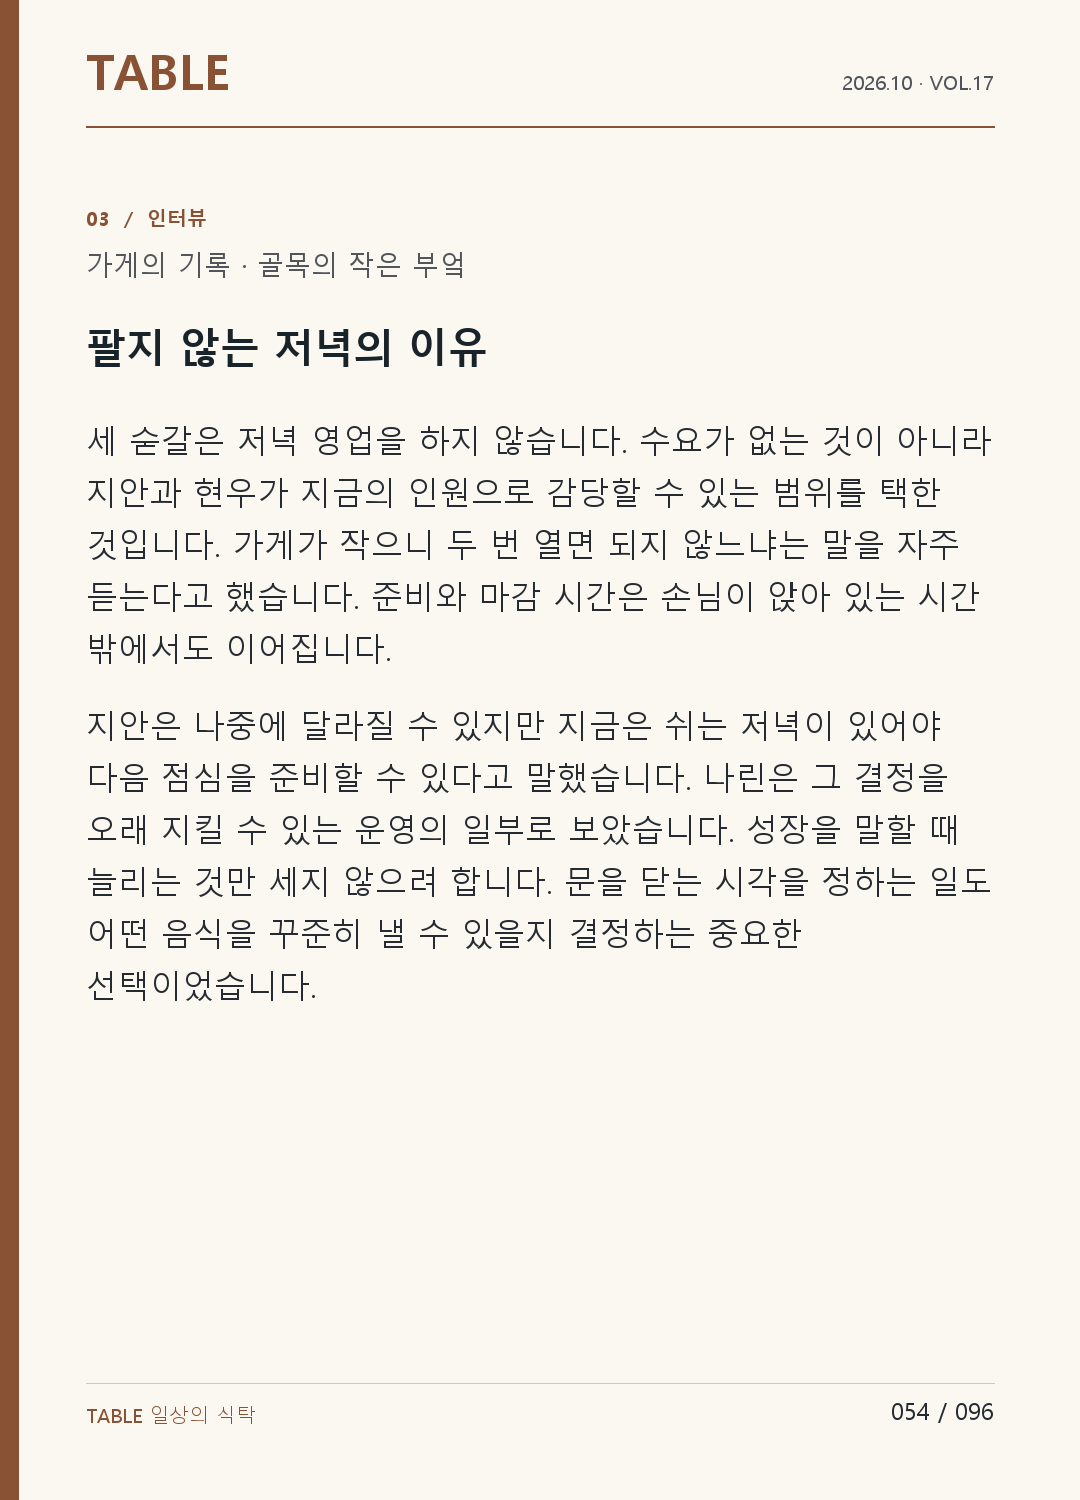 TABLE
2026.10 · VOL.17
03 / 인터뷰
가게의 기록 · 골목의 작은 부엌
팔지 않는 저녁의 이유
세 숟갈은 저녁 영업을 하지 않습니다. 수요가 없는 것이 아니라
지안과 현우가 지금의 인원으로 감당할 수 있는 범위를 택한
것입니다. 가게가 작으니 두 번 열면 되지 않느냐는 말을 자주
듣는다고 했습니다. 준비와 마감 시간은 손님이 앉아 있는 시간
밖에서도 이어집니다.
지안은 나중에 달라질 수 있지만 지금은 쉬는 저녁이 있어야
다음 점심을 준비할 수 있다고 말했습니다. 나린은 그 결정을
오래 지킬 수 있는 운영의 일부로 보았습니다. 성장을 말할 때
늘리는 것만 세지 않으려 합니다. 문을 닫는 시각을 정하는 일도
어떤 음식을 꾸준히 낼 수 있을지 결정하는 중요한
선택이었습니다.
TABLE 일상의 식탁
054 / 096